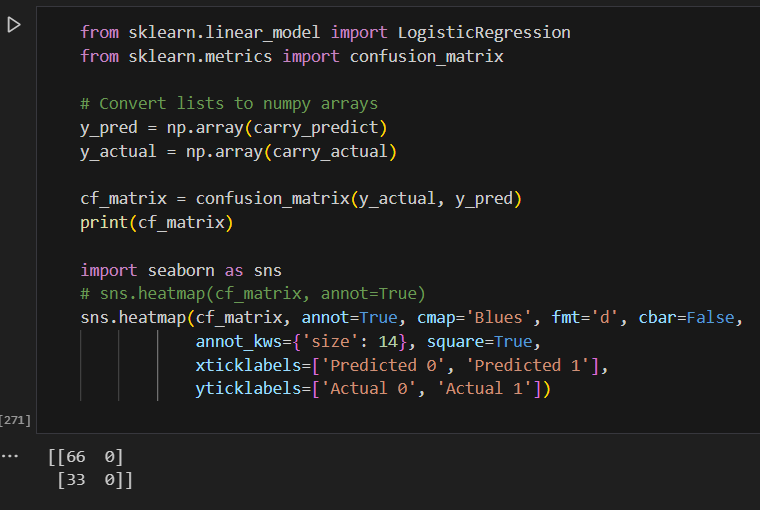 from sklearn.linear_model import LogisticRegression
from sklearn.metrics import confusion_matrix
# Convert lists to numpy arrays
y_pred = np.array(carry_predict)
y_actual = np.array(carry_actual)
cf_matrix = confusion_matrix(y_actual, y_pred)
print(cf_matrix)
import seaborn as sns
# sns.heatmap(cf_matrix, annot=True)
sns.heatmap(cf_matrix, annot=True, cmap='Blues', fmt='d', cbar=False,
            annot_kws={'size': 14}, square=True,
            xticklabels=['Predicted 0', 'Predicted 1'],
            yticklabels=['Actual 0', 'Actual 1'])
[271]
... [[66  0]
 [33  0]]